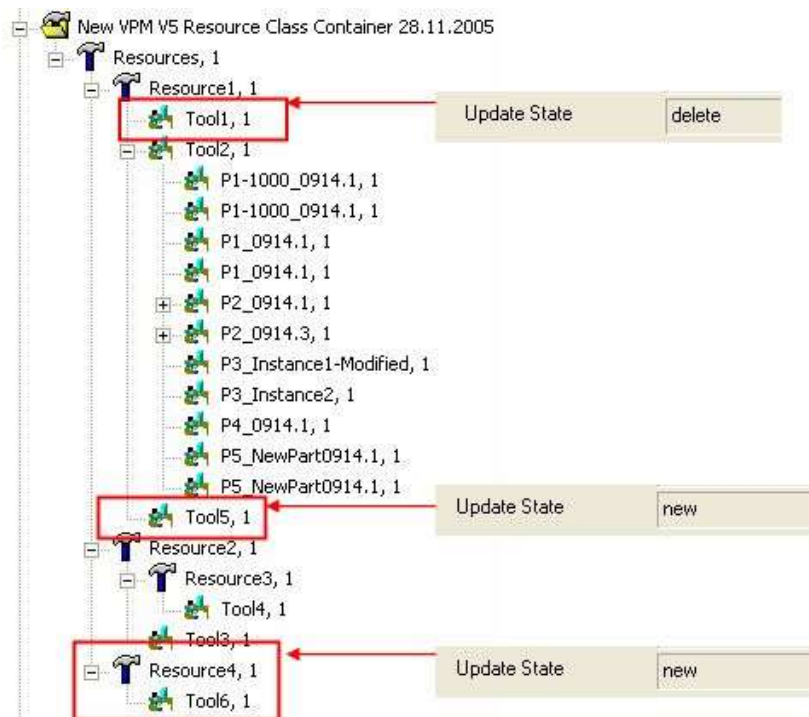 New VPM V5 Resource Class Container 28.11.2005
Resources, 1
Resource1, 1
Tool1, 1
Update State delete
Tool2, 1
P1-1000_0914.1, 1
P1-1000_0914.1, 1
P1_0914.1, 1
P1_0914.1, 1
P2_0914.1, 1
P2_0914.3, 1
P3_Instance1-Modified, 1
P3_Instance2, 1
P4_0914.1, 1
P5_NewPart0914.1, 1
P5_NewPart0914.1, 1
Tool5, 1
Update State new
Resource2, 1
Resource3, 1
Tool4, 1
Tool3, 1
Resource4, 1
Update State new
Tool6, 1